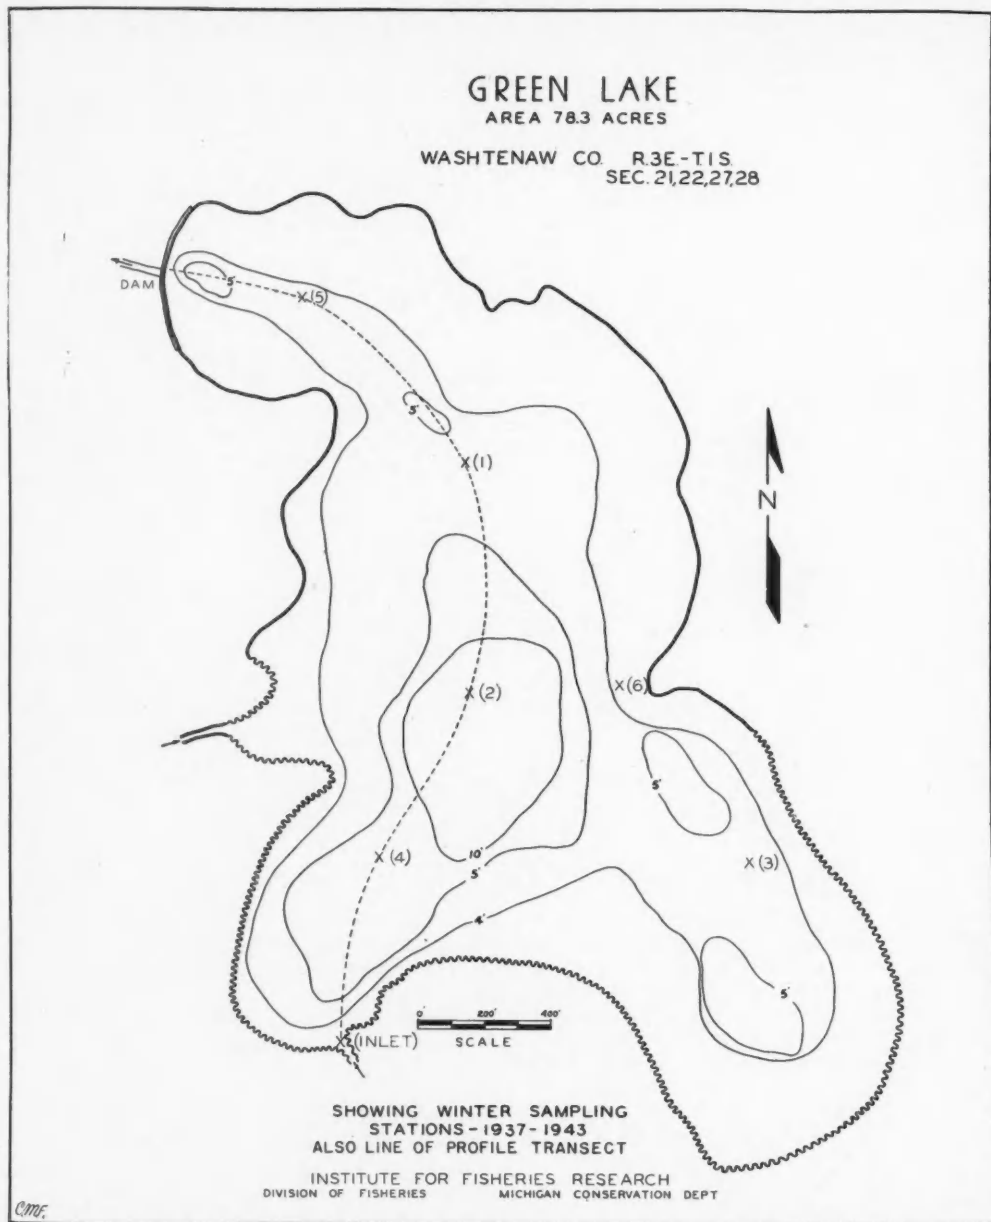 GREEN LAKE
AREA 78.3 ACRES
WASHTENAW CO. R.3E.-T1S.
SEC. 21,22,27,28
DAM
5'
X(5)
5'
X(1)
N
X(2)
X(6)
5'
X(4)
10'
5'
X(3)
4'
5'
0' 200' 400'
SCALE
X(INLET)
SHOWING WINTER SAMPLING
STATIONS-1937-1943
ALSO LINE OF PROFILE TRANSECT
INSTITUTE FOR FISHERIES RESEARCH
DIVISION OF FISHERIES MICHIGAN CONSERVATION DEPT
C.M.F.